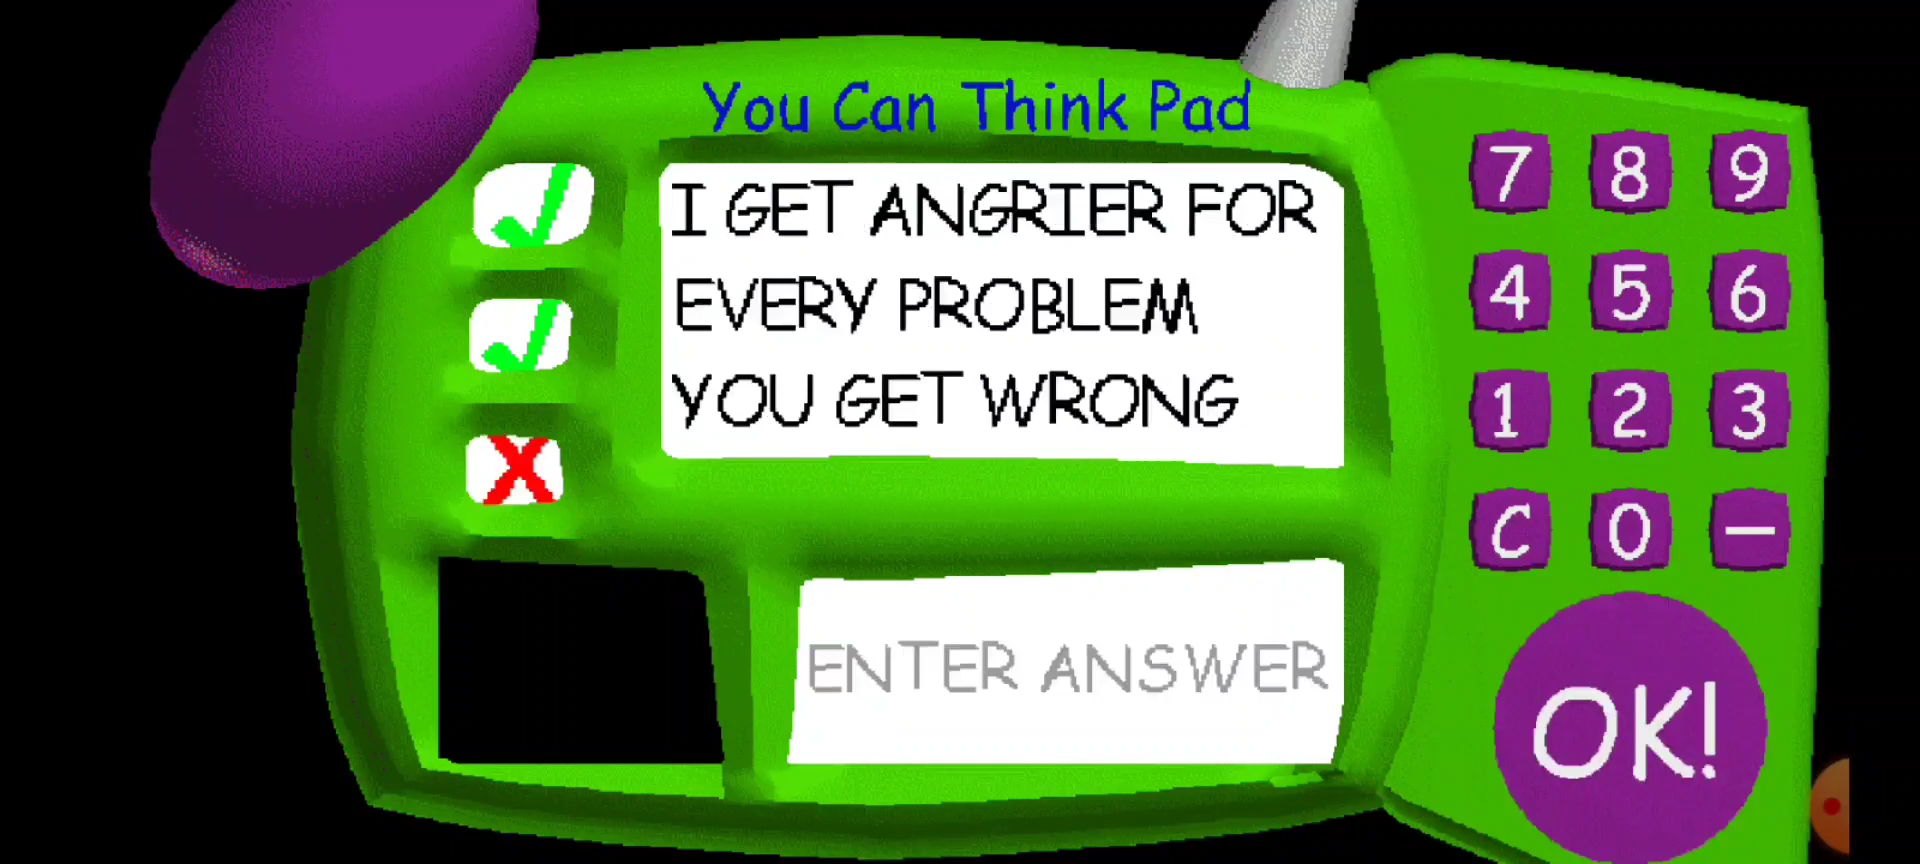 You Can Think Pad
I GET ANGRIER FOR
EVERY PROBLEM
YOU GET WRONG
ENTER ANSWER
7 8 9
4 5 6
1 2 3
C 0 −
OK!